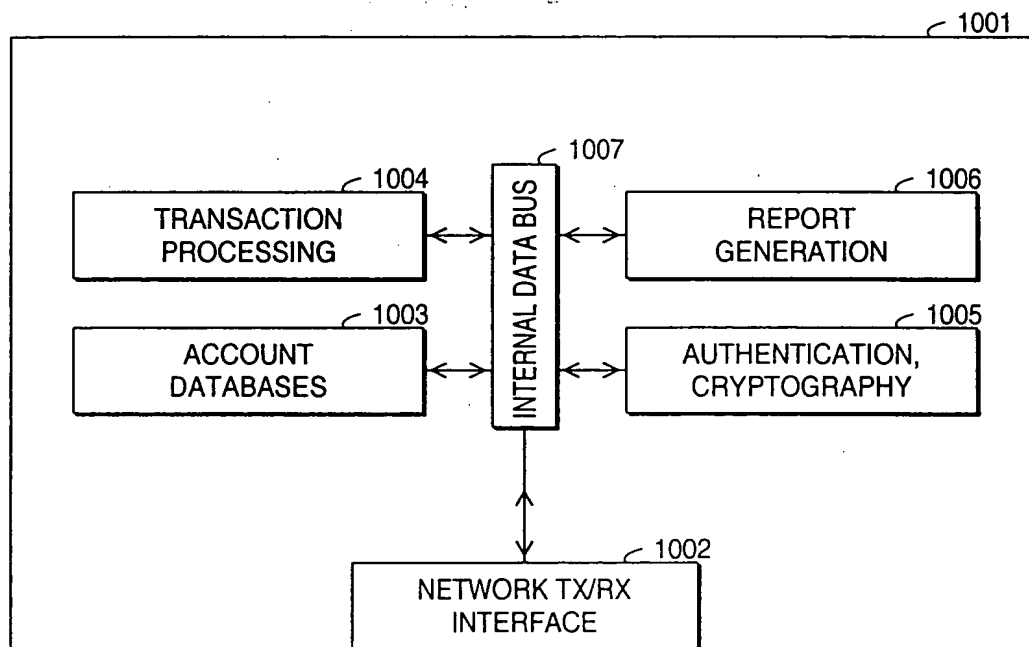 1001
1007
1004
TRANSACTION
PROCESSING
1006
REPORT
GENERATION
INTERNAL DATA BUS
1003
ACCOUNT
DATABASES
1005
AUTHENTICATION,
CRYPTOGRAPHY
1002
NETWORK TX/RX
INTERFACE